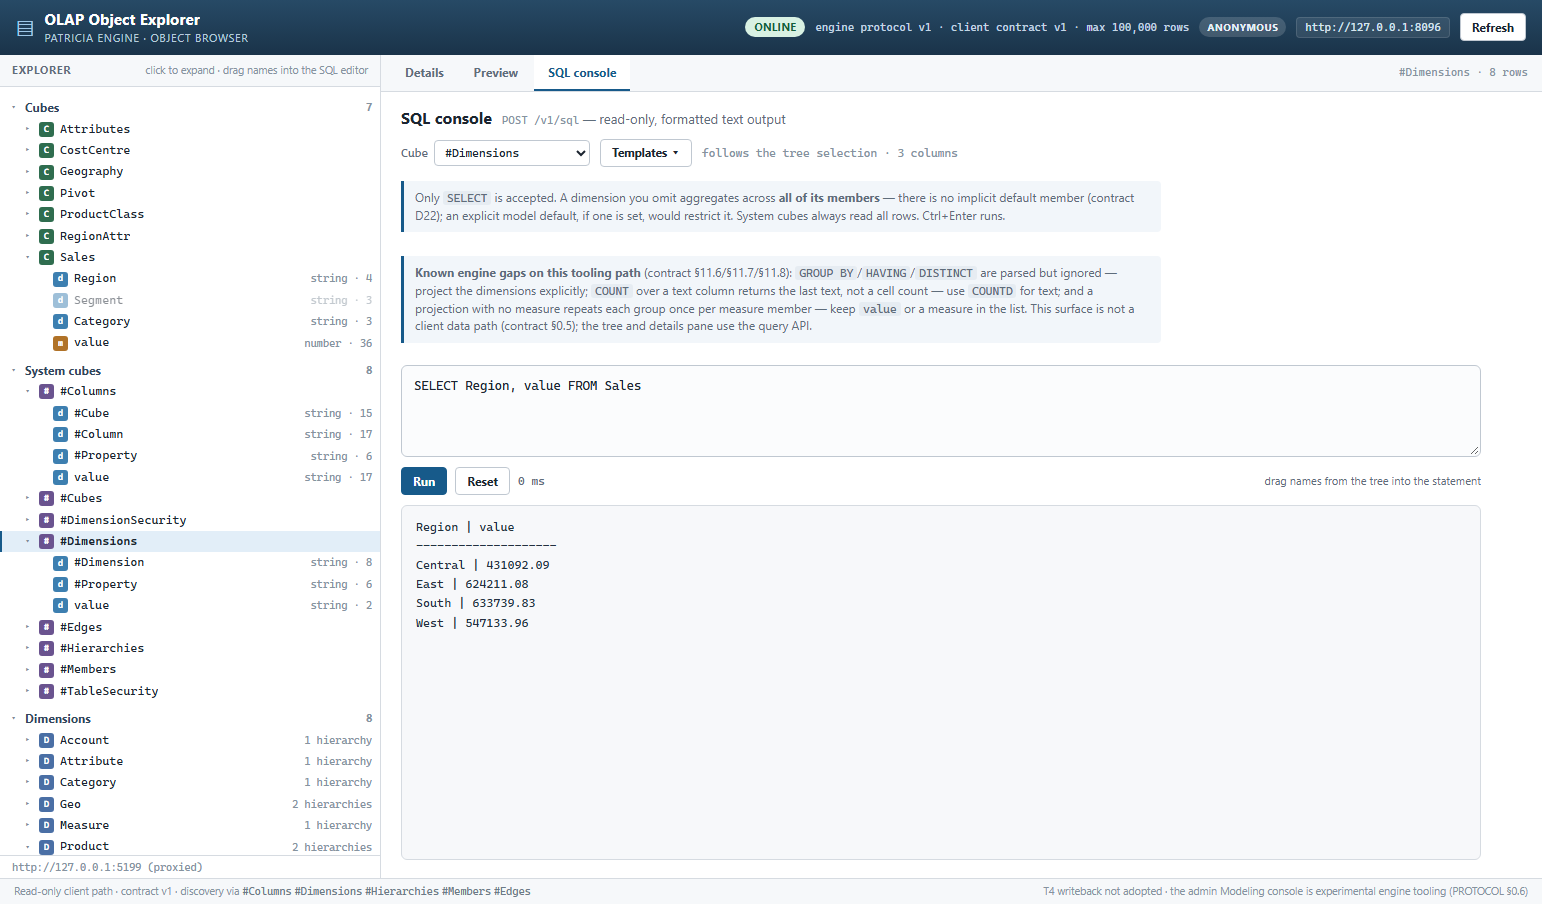 OLAP Object Explorer
PATRICIA ENGINE · OBJECT BROWSER
ONLINE
engine protocol v1 · client contract v1 · max 100,000 rows
ANONYMOUS
http://127.0.0.1:8096
Refresh
EXPLORER
click to expand · drag names into the SQL editor
Cubes 7
C Attributes
C CostCentre
C Geography
C Pivot
C ProductClass
C RegionAttr
C Sales
d Region string · 4
d Segment string · 3
d Category string · 3
m value number · 36
System cubes 8
# #Columns
d #Cube string · 15
d #Column string · 17
d #Property string · 6
d value string · 17
# #Cubes
# #DimensionSecurity
# #Dimensions
d #Dimension string · 8
d #Property string · 6
d value string · 2
# #Edges
# #Hierarchies
# #Members
# #TableSecurity
Dimensions 8
D Account 1 hierarchy
D Attribute 1 hierarchy
D Category 1 hierarchy
D Geo 2 hierarchies
D Measure 1 hierarchy
D Product 2 hierarchies
http://127.0.0.1:5199 (proxied)
Details Preview SQL console
#Dimensions · 8 rows
SQL console POST /v1/sql — read-only, formatted text output
Cube #Dimensions Templates follows the tree selection · 3 columns
Only SELECT is accepted. A dimension you omit aggregates across all of its members — there is no implicit default member (contract
D22); an explicit model default, if one is set, would restrict it. System cubes always read all rows. Ctrl+Enter runs.
Known engine gaps on this tooling path (contract §11.6/§11.7/§11.8): GROUP BY / HAVING / DISTINCT are parsed but ignored —
project the dimensions explicitly; COUNT over a text column returns the last text, not a cell count — use COUNTD for text; and a
projection with no measure repeats each group once per measure member — keep value or a measure in the list. This surface is not a
client data path (contract §0.5); the tree and details pane use the query API.
SELECT Region, value FROM Sales
Run Reset 0 ms
drag names from the tree into the statement
Region | value
--------------------
Central | 431092.09
East | 624211.08
South | 633739.83
West | 547133.96
Read-only client path · contract v1 · discovery via #Columns #Dimensions #Hierarchies #Members #Edges
T4 writeback not adopted · the admin Modeling console is experimental engine tooling (PROTOCOL §0.6)